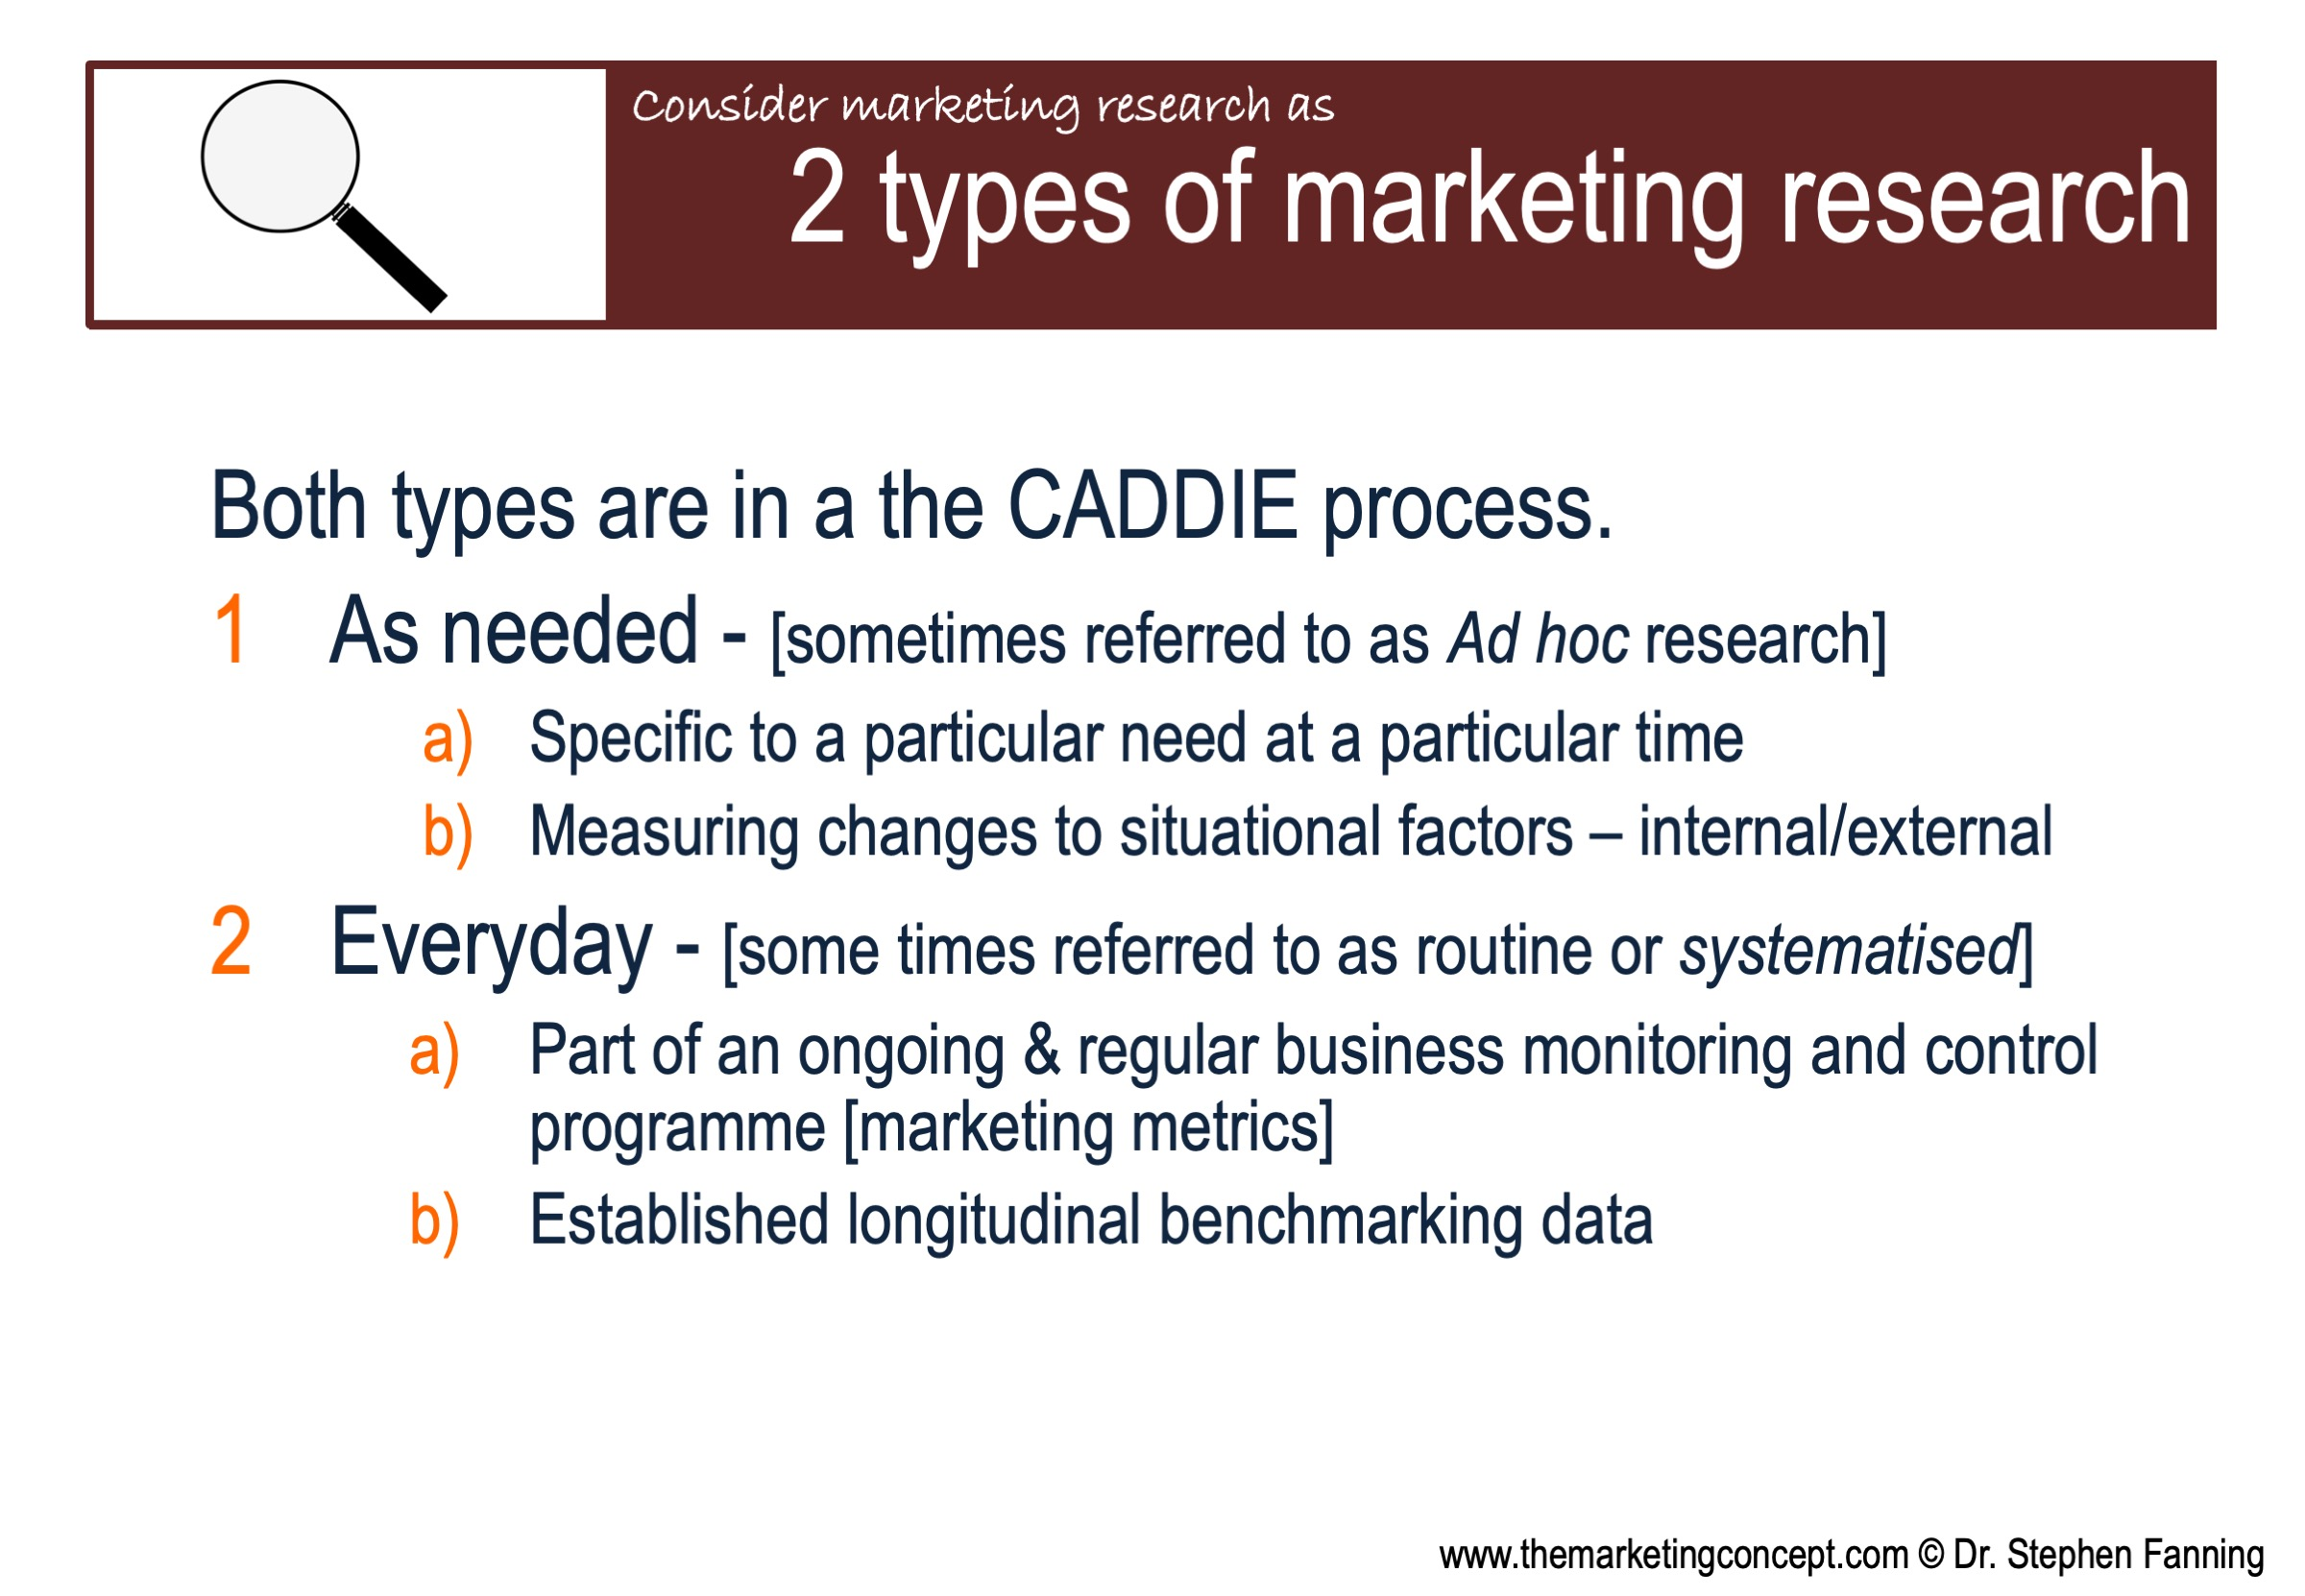 Consider marketing research as
2 types of marketing research
Both types are in a the CADDIE process.
1 As needed - [sometimes referred to as Ad hoc research]
a) Specific to a particular need at a particular time
b) Measuring changes to situational factors – internal/external
2 Everyday - [some times referred to as routine or systematised]
a) Part of an ongoing & regular business monitoring and control
programme [marketing metrics]
b) Established longitudinal benchmarking data
www.themarketingconcept.com © Dr. Stephen Fanning